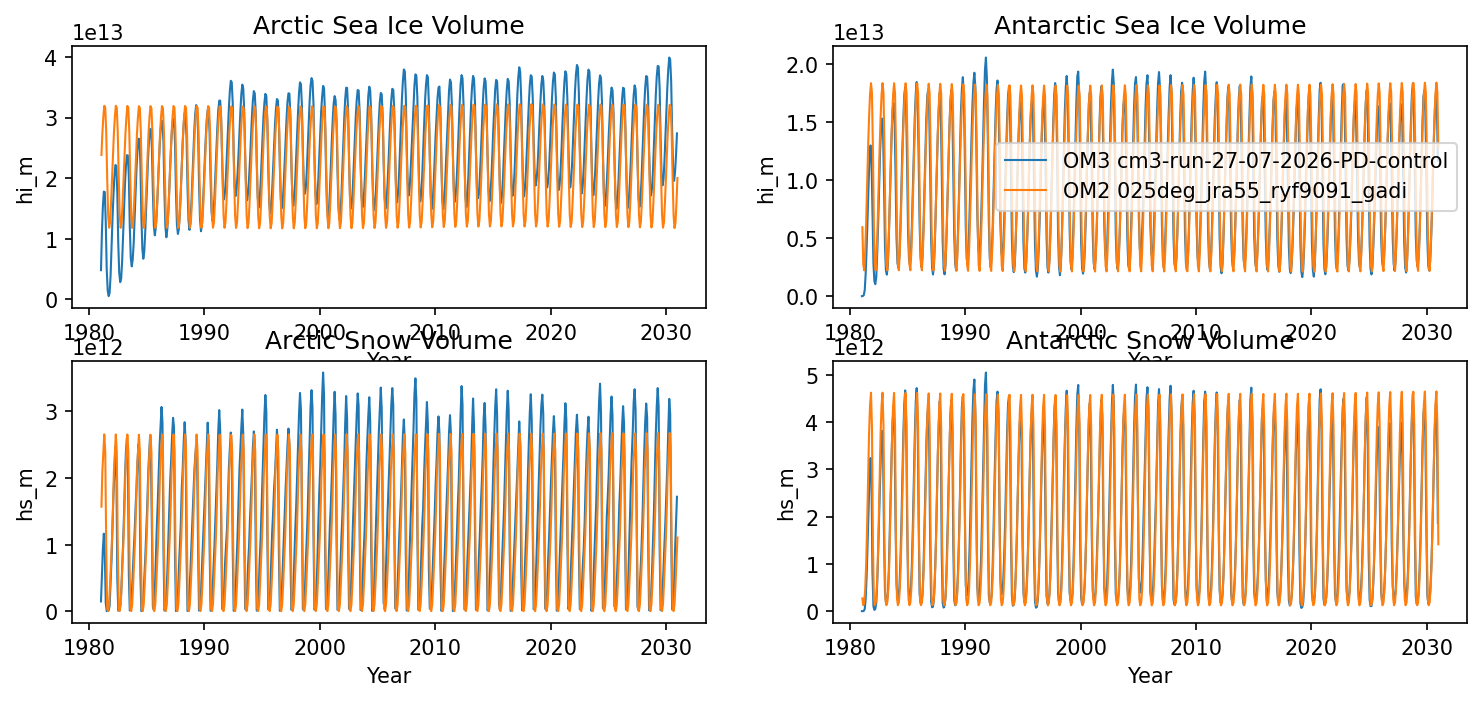 Arctic Sea Ice Volume
1e13
hi_m
4
3
2
1
0
1980 1990 2000 2010 2020 2030
Year
Antarctic Sea Ice Volume
1e13
hi_m
2.0
1.5
1.0
0.5
0.0
OM3 cm3-run-27-07-2026-PD-control
OM2 025deg_jra55_ryf9091_gadi
1980 1990 2000 2010 2020 2030
Year
Arctic Snow Volume
1e12
hs_m
3
2
1
0
1980 1990 2000 2010 2020 2030
Year
Antarctic Snow Volume
1e12
hs_m
5
4
3
2
1
0
1980 1990 2000 2010 2020 2030
Year